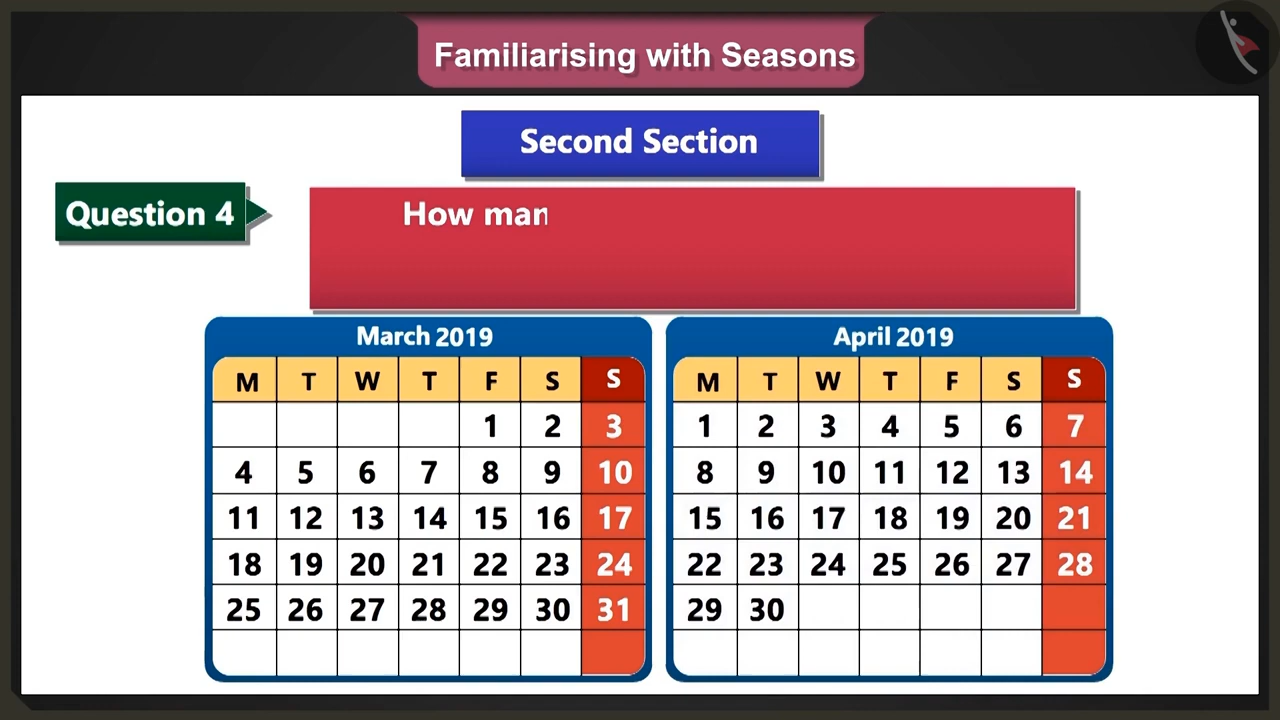 Familiarising with Seasons
Second Section
Question 4
How man
March 2019
M T W T F S S
1 2 3
4 5 6 7 8 9 10
11 12 13 14 15 16 17
18 19 20 21 22 23 24
25 26 27 28 29 30 31
April 2019
M T W T F S S
1 2 3 4 5 6 7
8 9 10 11 12 13 14
15 16 17 18 19 20 21
22 23 24 25 26 27 28
29 30